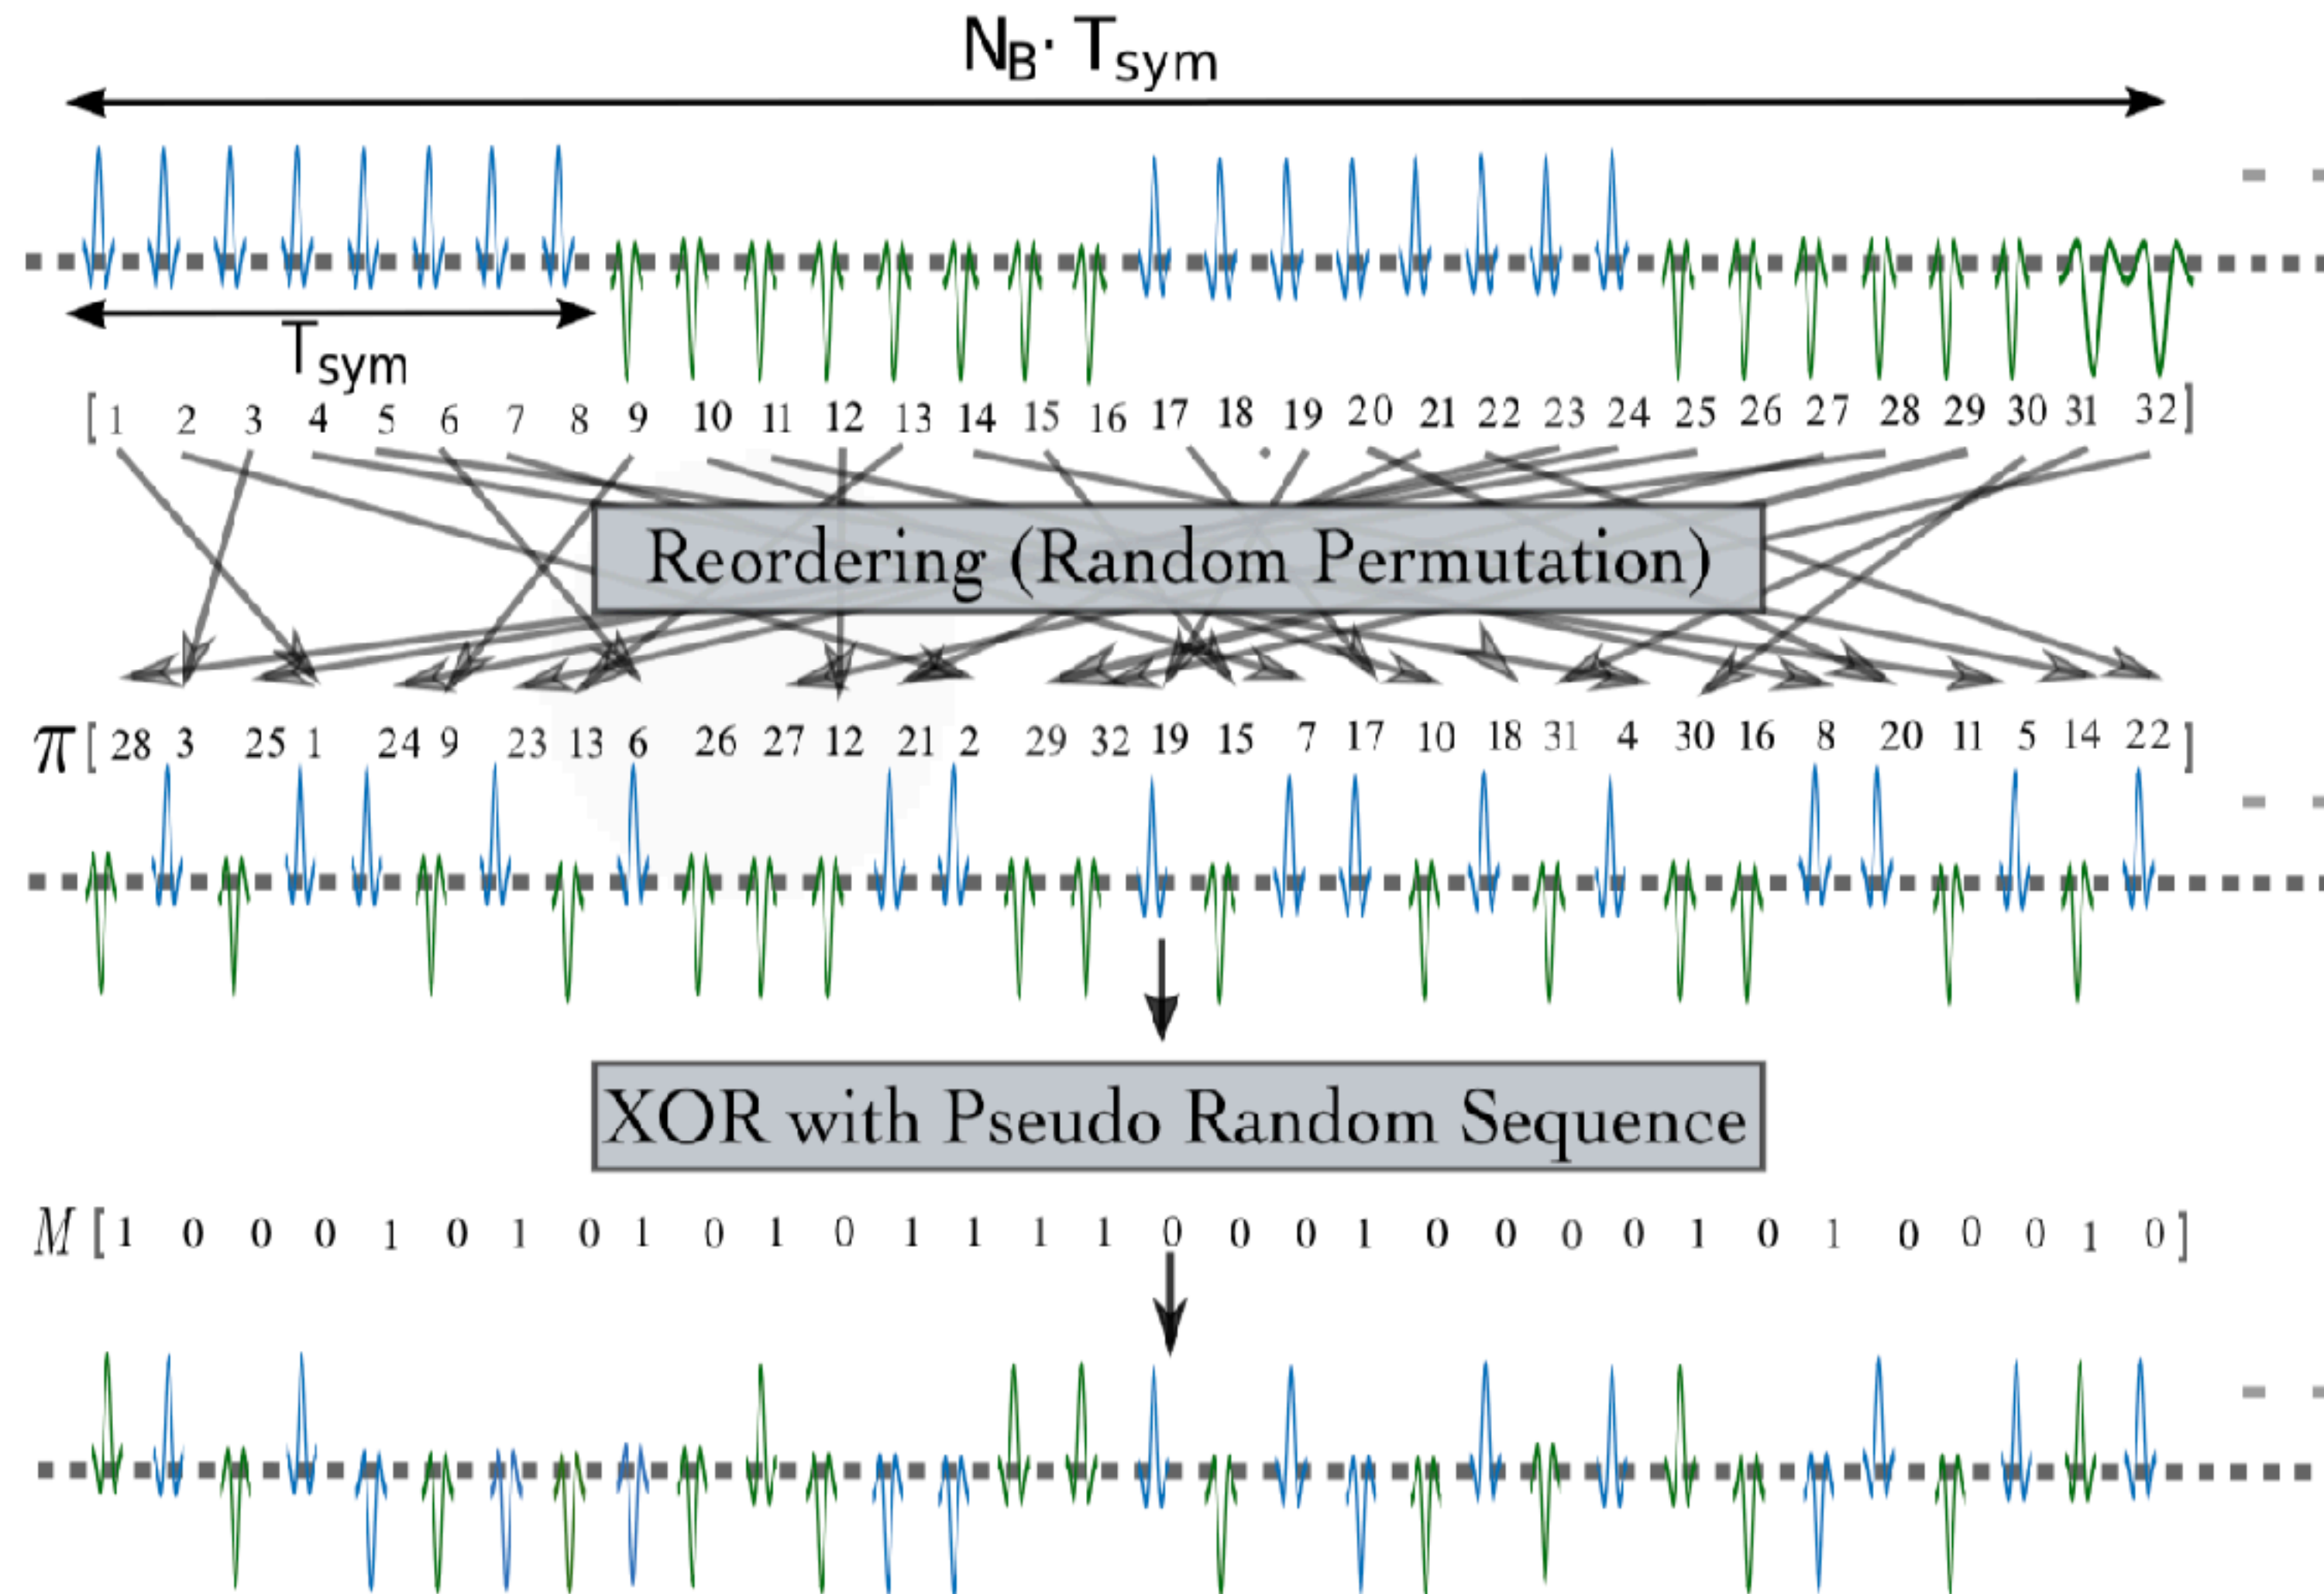 N_B · T_sym
T_sym
[1 2 3 4 5 6 7 8 9 10 11 12 13 14 15 16 17 18 19 20 21 22 23 24 25 26 27 28 29 30 31 32]
Reordering (Random Permutation)
π[ 28 3 25 1 24 9 23 13 6 26 27 12 21 2 29 32 19 15 7 17 10 18 31 4 30 16 8 20 11 5 14 22 ]
XOR with Pseudo Random Sequence
M [ 1 0 0 0 1 0 1 0 1 0 1 0 1 1 1 1 0 0 0 1 0 0 0 0 1 0 1 0 0 0 1 0 ]